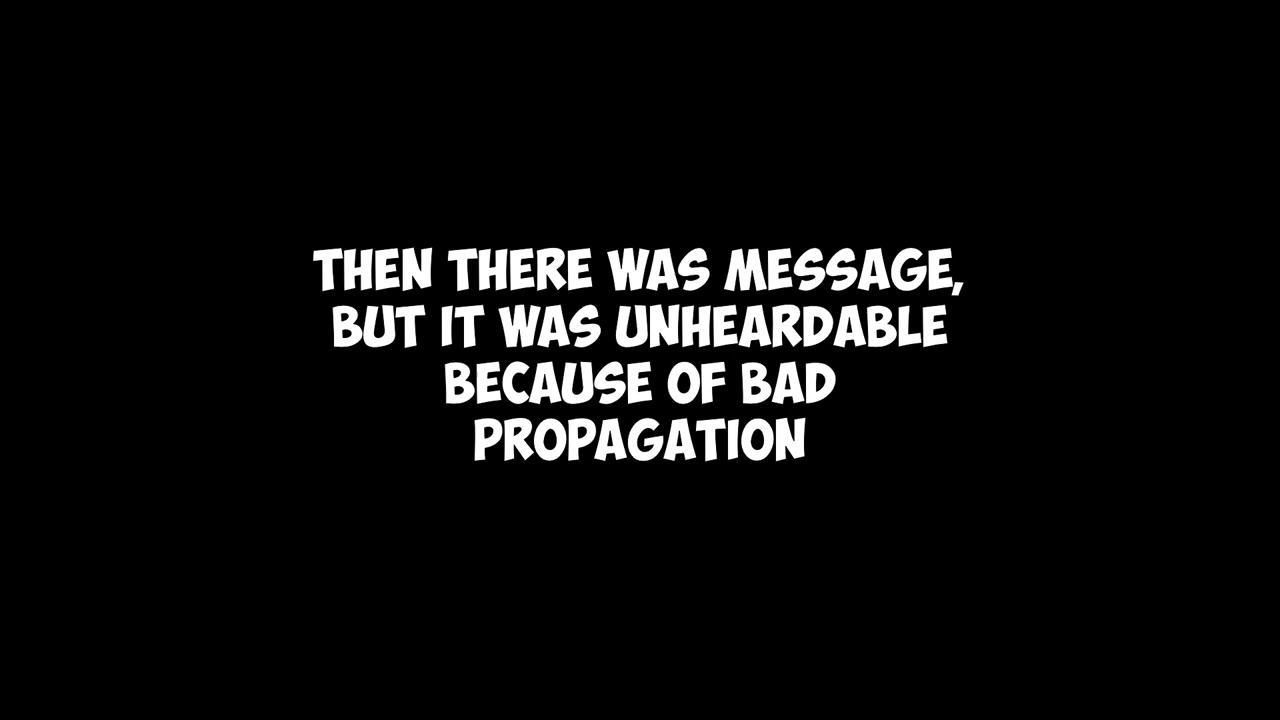 THEN THERE WAS MESSAGE,
BUT IT WAS UNHEARDABLE
BECAUSE OF BAD
PROPAGATION